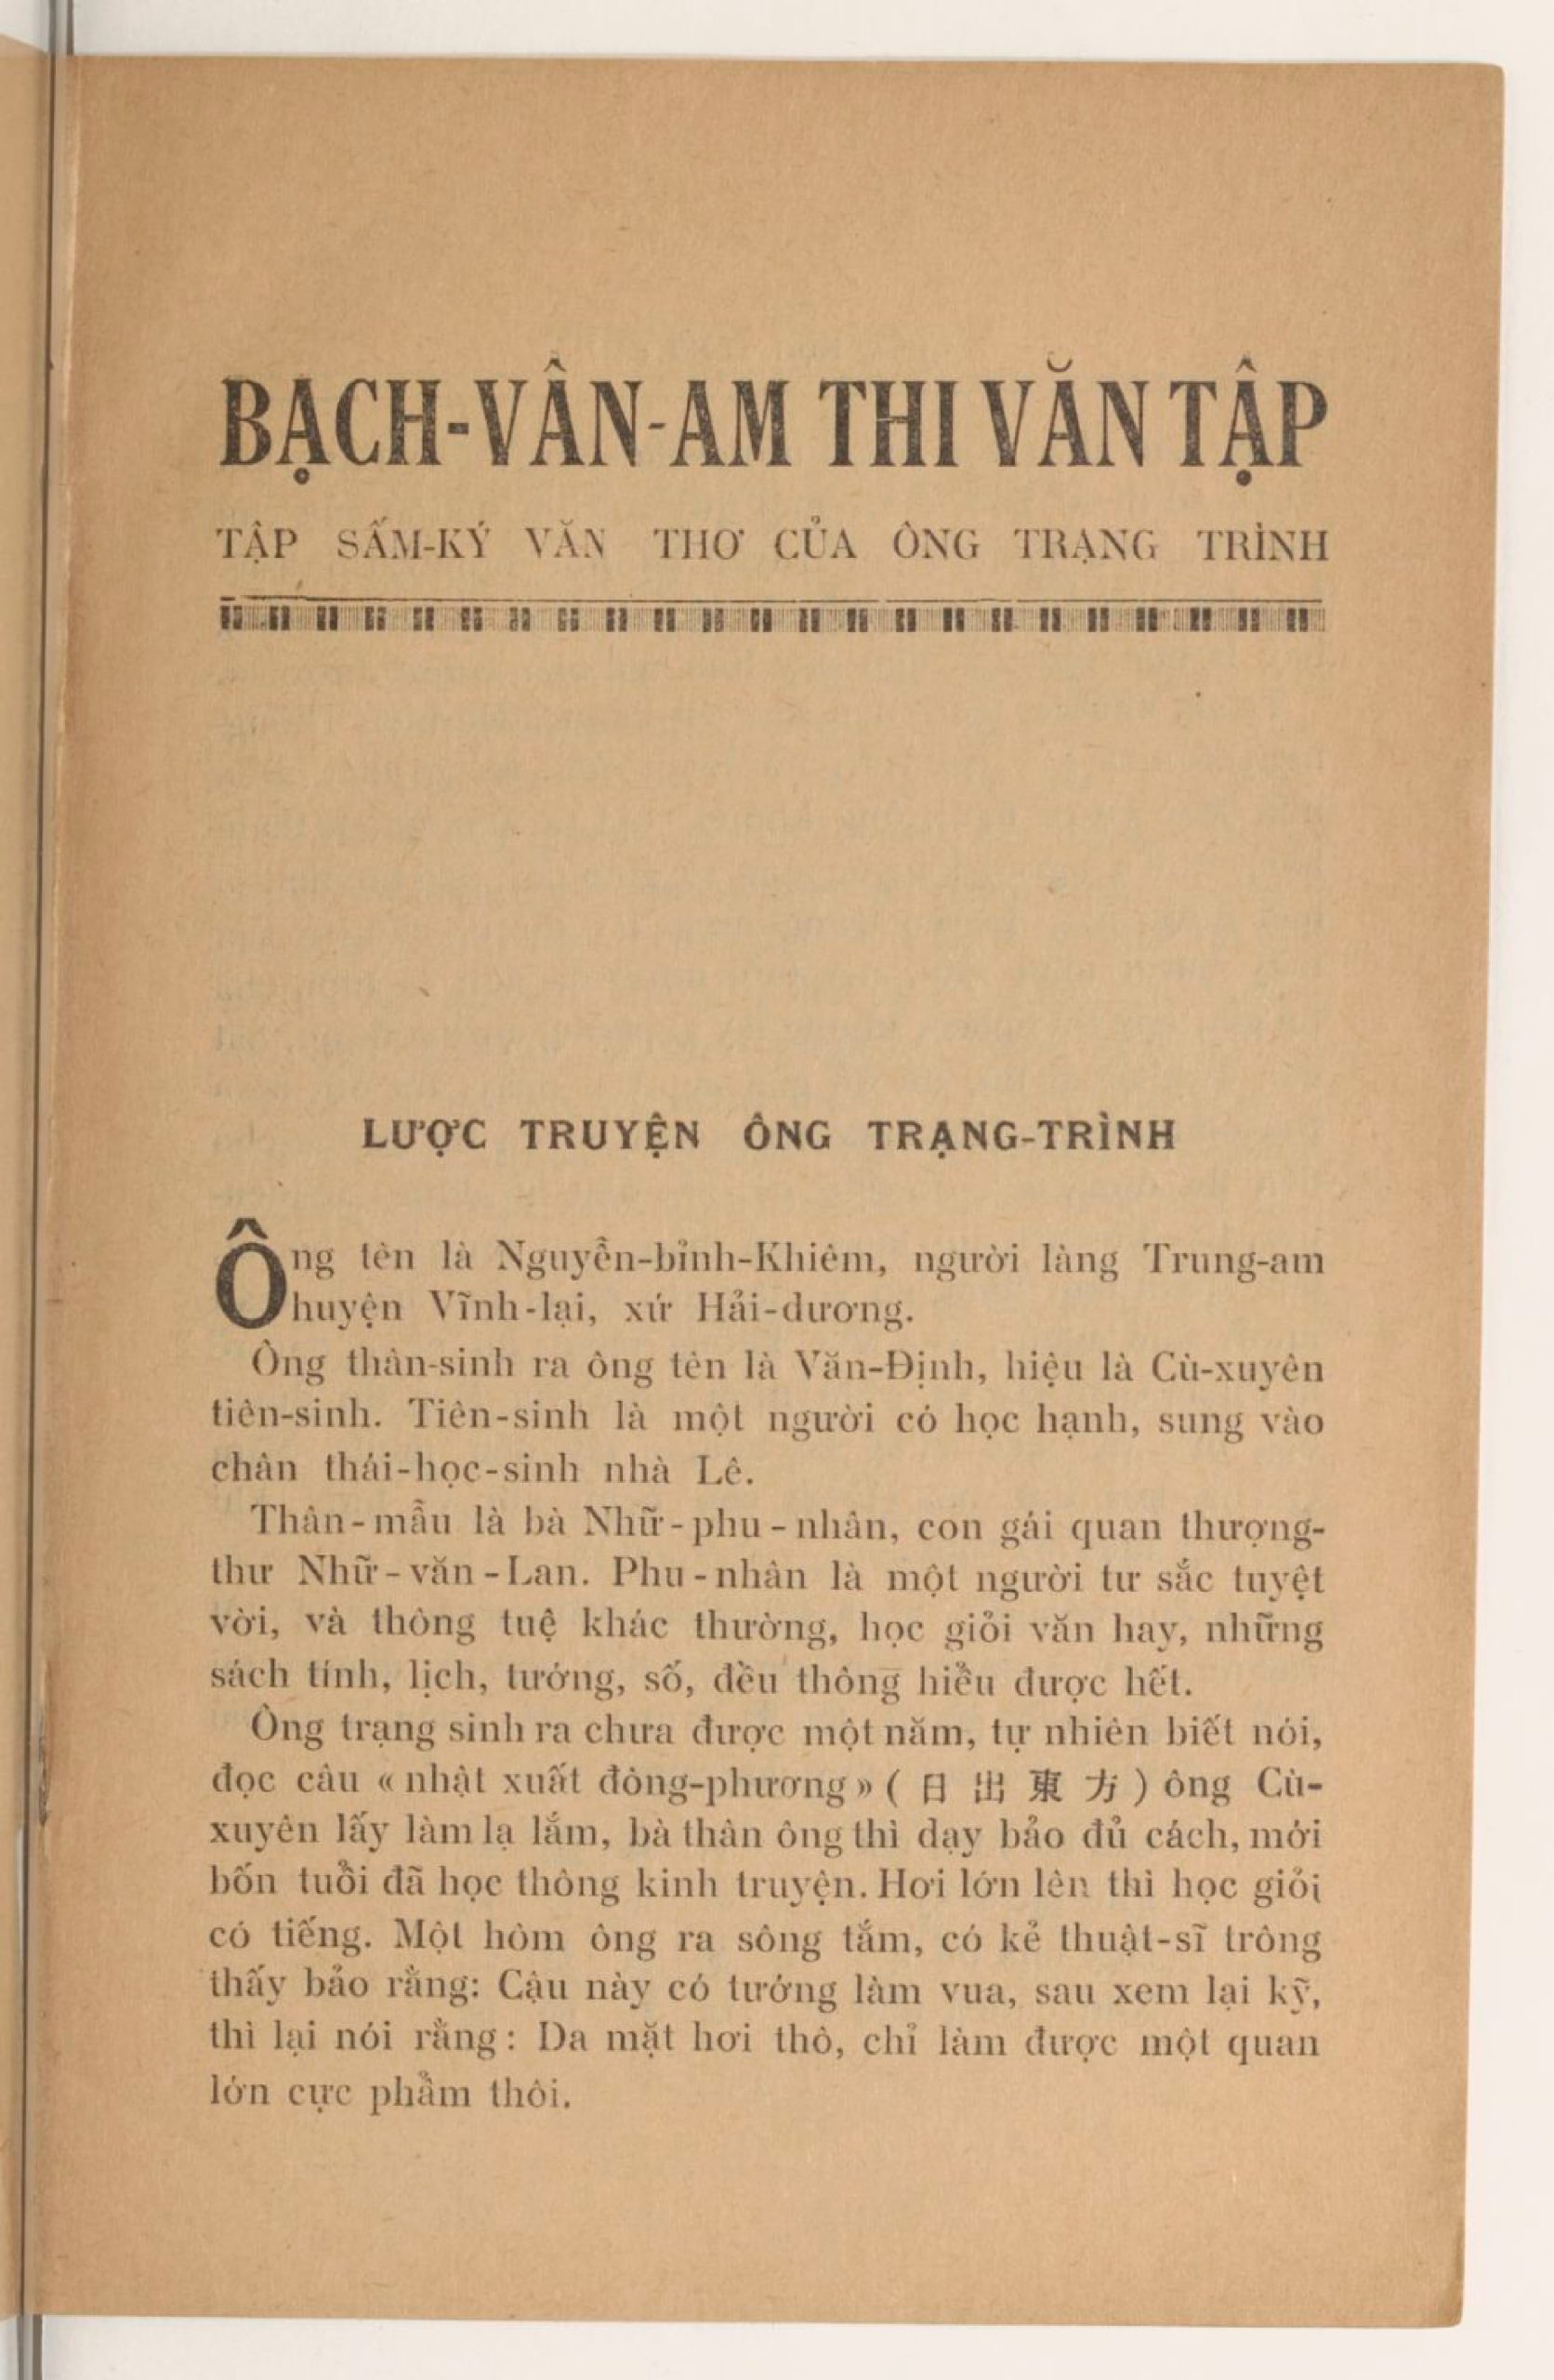 BẠCH-VÂN-AM THI VĂN TẬP
TẬP SẤM-KÝ VĂN THƠ CỦA ÔNG TRẠNG TRÌNH
LƯỢC TRUYỆN ÔNG TRẠNG-TRÌNH
Ông tên là Nguyễn-bỉnh-Khiêm, người làng Trung-am
huyện Vĩnh-lại, xứ Hải-dương.
Ông thân-sinh ra ông tên là Văn-Định, hiệu là Cù-xuyên
tiên-sinh. Tiên-sinh là một người có học hạnh, sung vào
chân thái-học-sinh nhà Lê.
Thân-mẫu là bà Nhữ-phu-nhân, con gái quan thượng-
thư Nhữ-văn-Lan. Phu-nhân là một người tư sắc tuyệt
vời, và thông tuệ khác thường, học giỏi văn hay, những
sách tính, lịch, tướng, số, đều thông hiểu được hết.
Ông trạng sinh ra chưa được một năm, tự nhiên biết nói,
đọc câu « nhật xuất đông-phương » ( 日 出 東 方 ) ông Cù-
xuyên lấy làm lạ lắm, bà thân ông thì dạy bảo đủ cách, mới
bốn tuổi đã học thông kinh truyện. Hơi lớn lên thì học giỏi
có tiếng. Một hôm ông ra sông tắm, có kẻ thuật-sĩ trông
thấy bảo rằng: Cậu này có tướng làm vua, sau xem lại kỹ,
thì lại nói rằng : Da mặt hơi thô, chỉ làm được một quan
lớn cực phẩm thôi.